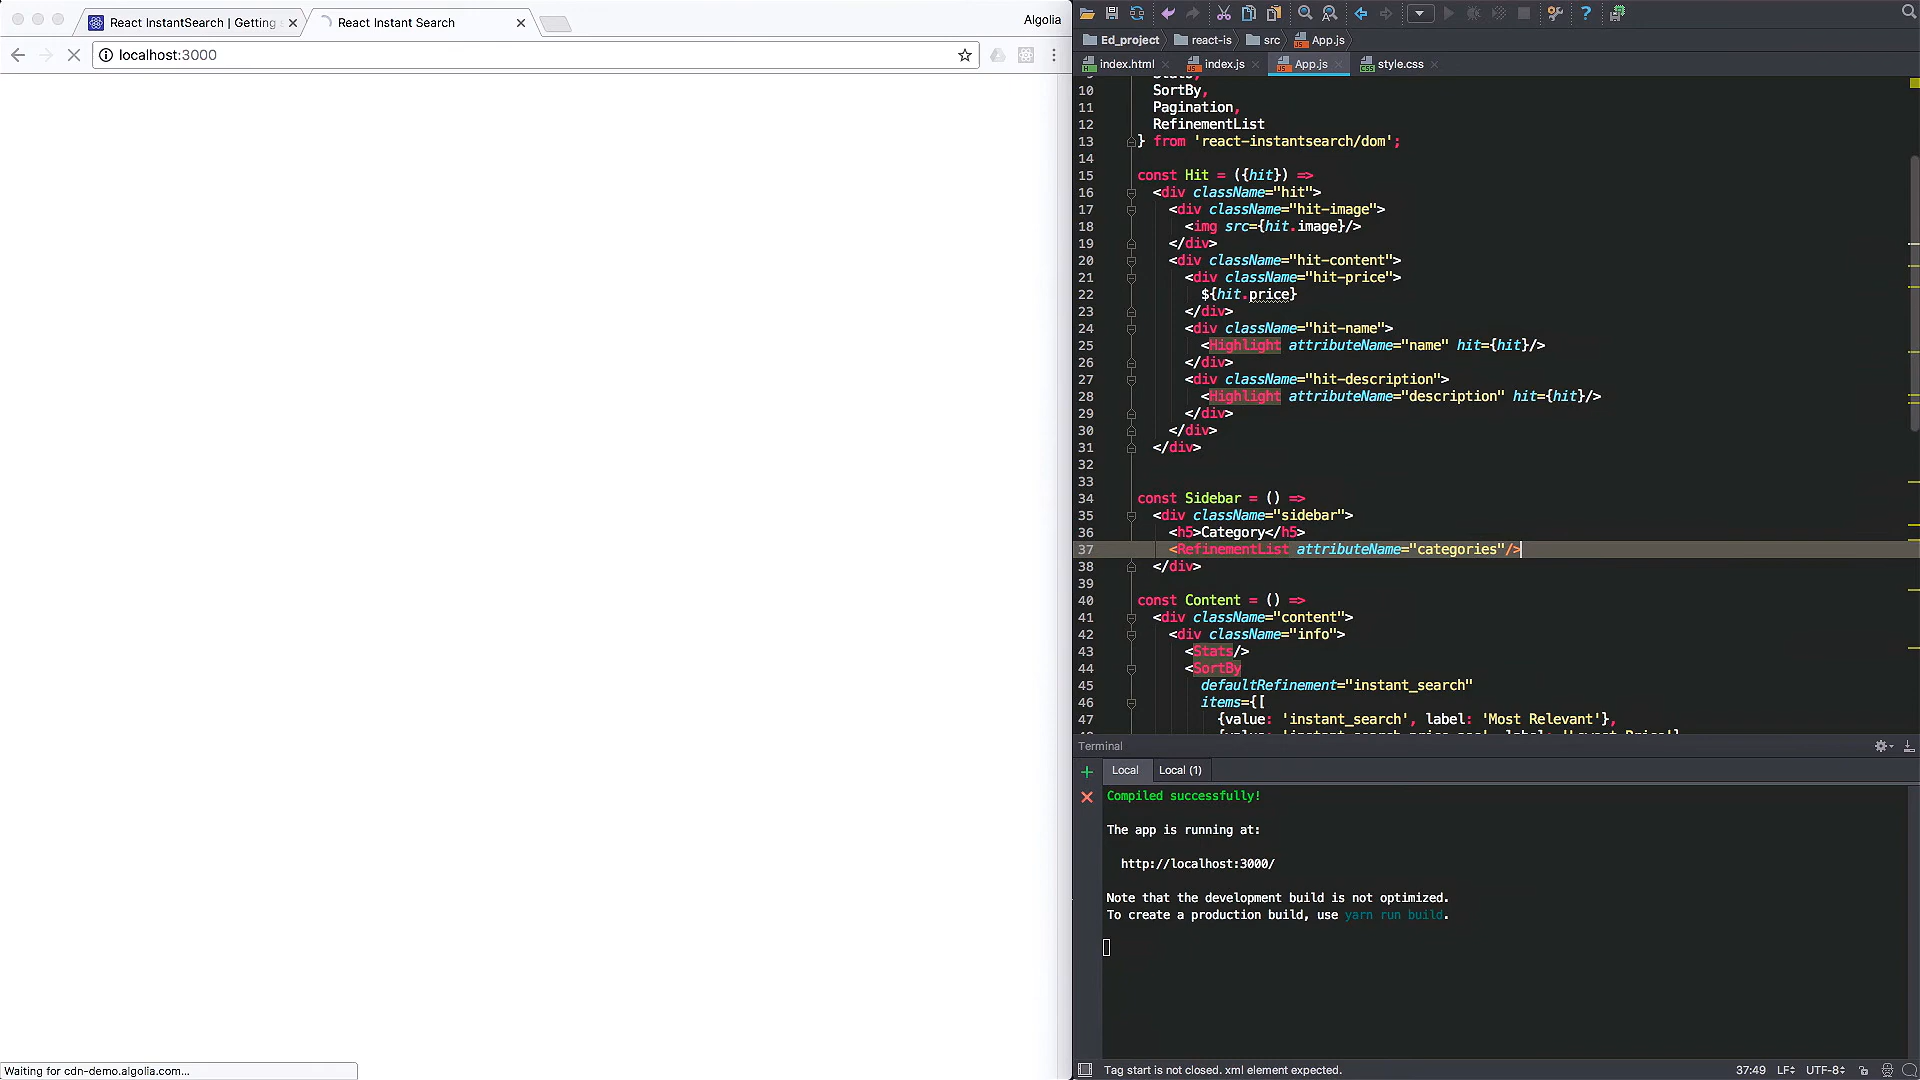 React InstantSearch | Getting
React Instant Search
Algolia
localhost:3000
Waiting for cdn-demo.algolia.com...
Ed_project
react-is
src
App.js
index.html
index.js
App.js
style.css
10 SortBy,
11 Pagination,
12 RefinementList
13 } from 'react-instantsearch/dom';
14
15 const Hit = ({hit}) =>
16 <div className="hit">
17 <div className="hit-image">
18 <img src={hit.image}/>
19 </div>
20 <div className="hit-content">
21 <div className="hit-price">
22 ${hit.price}
23 </div>
24 <div className="hit-name">
25 <Highlight attributeName="name" hit={hit}/>
26 </div>
27 <div className="hit-description">
28 <Highlight attributeName="description" hit={hit}/>
29 </div>
30 </div>
31 </div>
32
33
34 const Sidebar = () =>
35 <div className="sidebar">
36 <h5>Category</h5>
37 <RefinementList attributeName="categories"/>
38 </div>
39
40 const Content = () =>
41 <div className="content">
42 <div className="info">
43 <Stats/>
44 <SortBy
45 defaultRefinement="instant_search"
46 items={[
47 {value: 'instant_search', label: 'Most Relevant'},
Terminal
Local
Local (1)
Compiled successfully!
The app is running at:
http://localhost:3000/
Note that the development build is not optimized.
To create a production build, use yarn run build.
Tag start is not closed. xml element expected.
37:49
LF
UTF-8